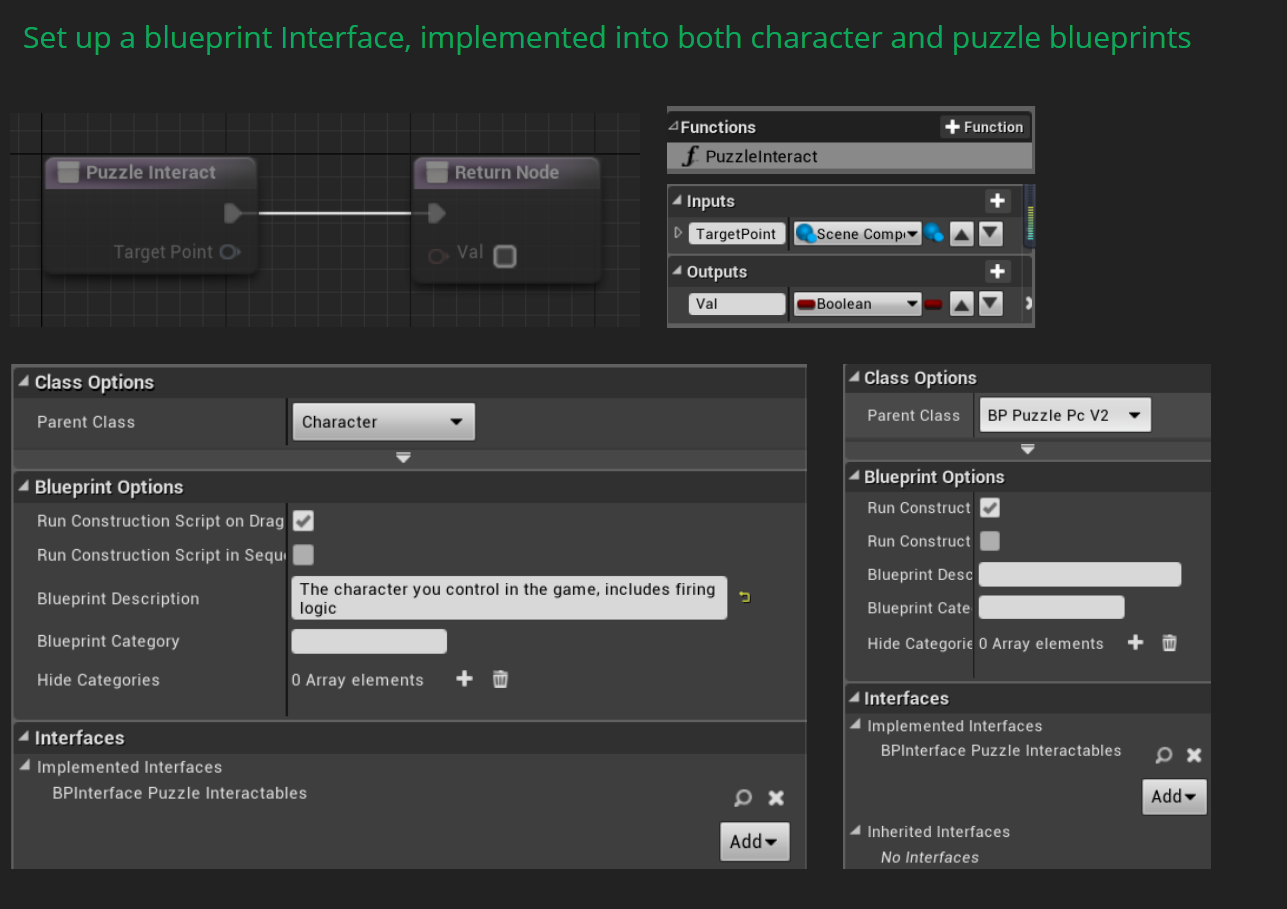 Set up a blueprint Interface, implemented into both character and puzzle blueprints
Puzzle Interact
Return Node
Target Point
Val
Functions
Function
f PuzzleInteract
Inputs
TargetPoint
Scene Comp
Outputs
Val
Boolean
Class Options
Parent Class
Character
Blueprint Options
Run Construction Script on Drag
Run Construction Script in Sequ
Blueprint Description
The character you control in the game, includes firing
logic
Blueprint Category
Hide Categories
0 Array elements
Interfaces
Implemented Interfaces
BPInterface Puzzle Interactables
Add
Class Options
Parent Class
BP Puzzle Pc V2
Blueprint Options
Run Construct
Run Construct
Blueprint Desc
Blueprint Cate
Hide Categorie
0 Array elements
Interfaces
Implemented Interfaces
BPInterface Puzzle Interactables
Add
Inherited Interfaces
No Interfaces